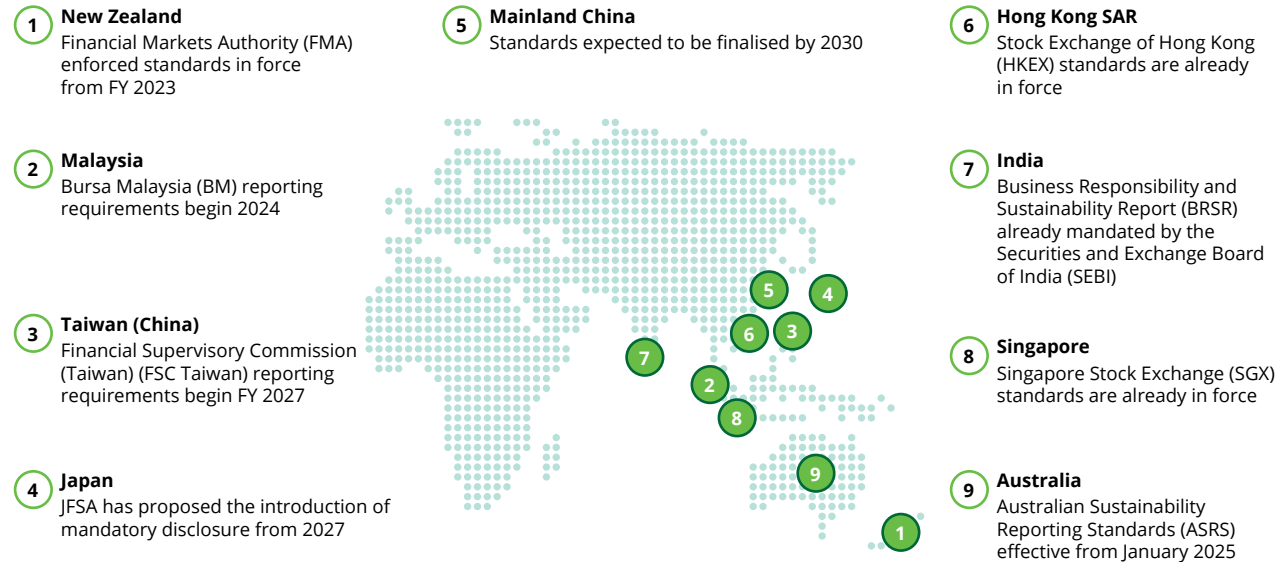 1
New Zealand
Financial Markets Authority (FMA)
enforced standards in force
from FY 2023
2
Malaysia
Bursa Malaysia (BM) reporting
requirements begin 2024
3
Taiwan (China)
Financial Supervisory Commission
(Taiwan) (FSC Taiwan) reporting
requirements begin FY 2027
4
Japan
JFSA has proposed the introduction of
mandatory disclosure from 2027
5
Mainland China
Standards expected to be finalised by 2030
5
4
6
3
7
2
8
9
1
6
Hong Kong SAR
Stock Exchange of Hong Kong
(HKEX) standards are already
in force
7
India
Business Responsibility and
Sustainability Report (BRSR)
already mandated by the
Securities and Exchange Board
of India (SEBI)
8
Singapore
Singapore Stock Exchange (SGX)
standards are already in force
9
Australia
Australian Sustainability
Reporting Standards (ASRS)
effective from January 2025